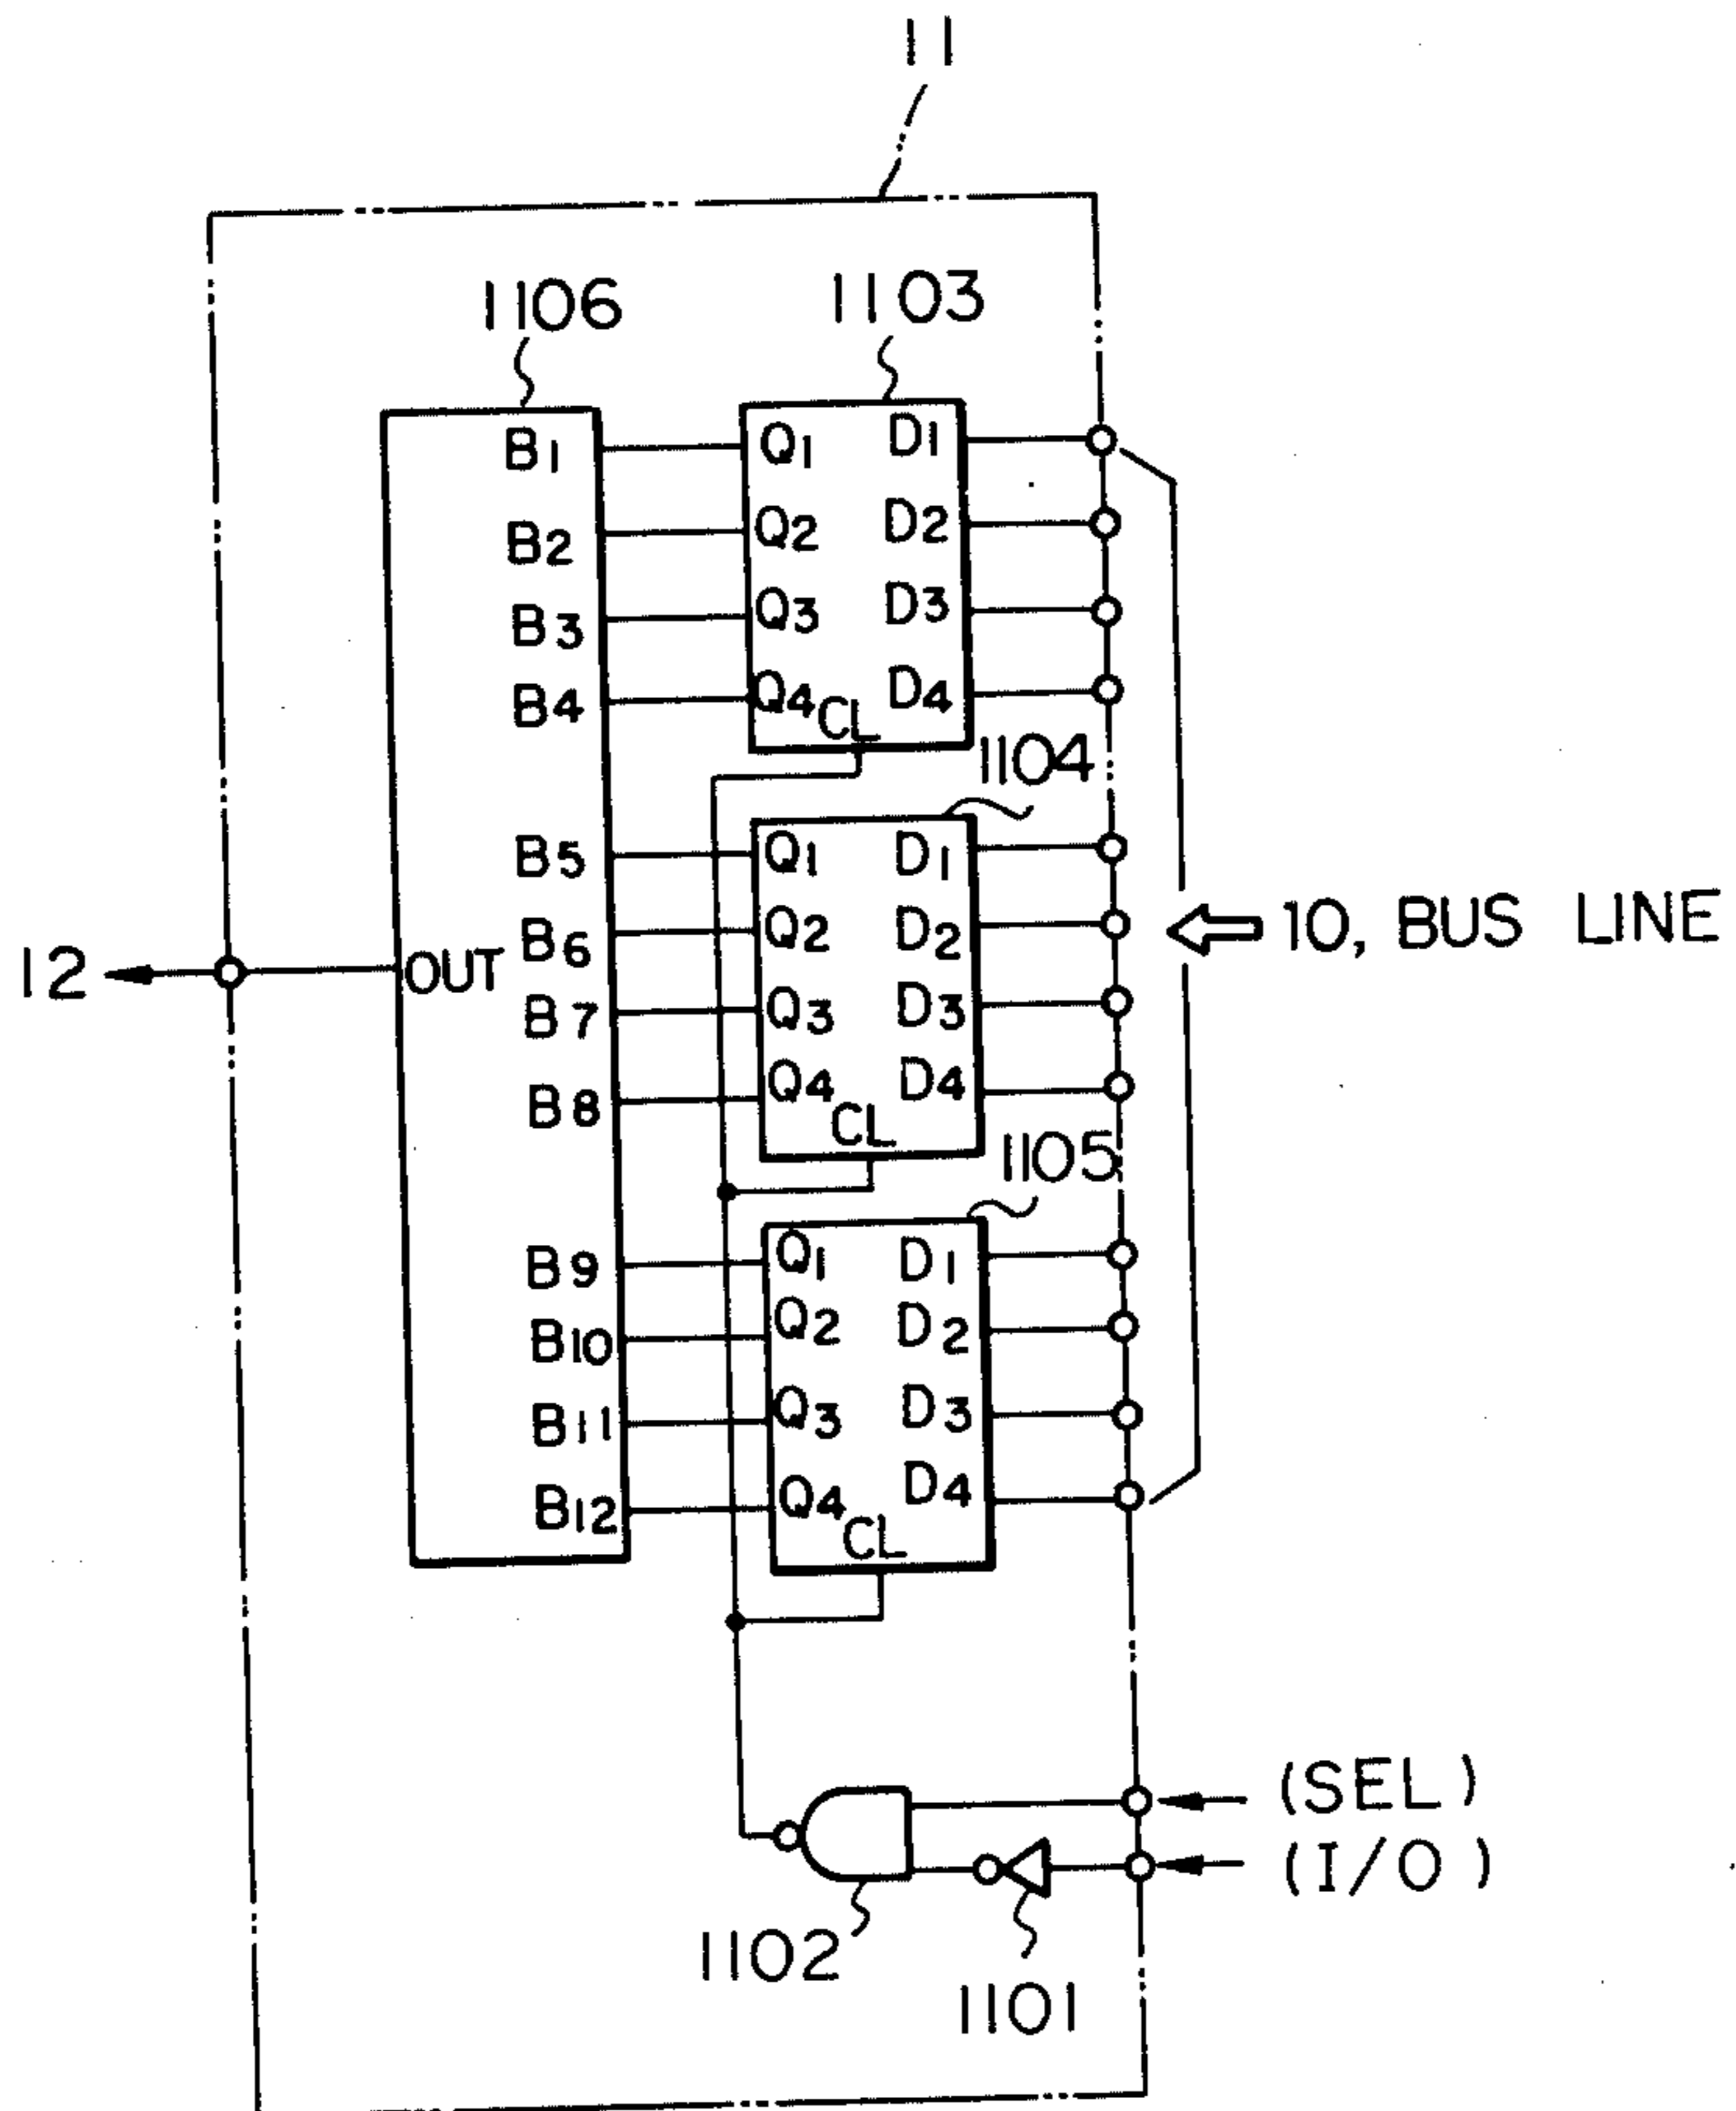 11
1106
1103
B1 Q1 D1
B2 Q2 D2
B3 Q3 D3
B4 Q4 D4
CL
1104
B5 Q1 D1
B6 Q2 D2
10, BUS LINE
12
OUT
B7 Q3 D3
B8 Q4 D4
CL
1105
B9 Q1 D1
B10 Q2 D2
B11 Q3 D3
B12 Q4 D4
CL
(SEL)
(I/O)
1102
1101